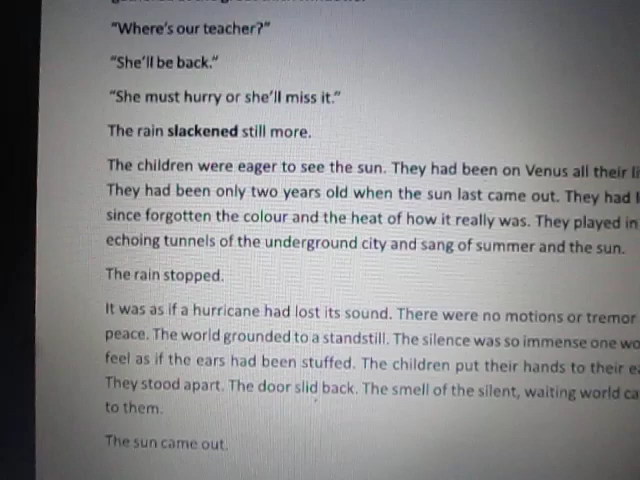 "Where's our teacher?"
"She'll be back."
"She must hurry or she'll miss it."
The rain slackened still more.
The children were eager to see the sun. They had been on Venus all their
They had been only two years old when the sun last came out. They had
since forgotten the colour and the heat of how it really was. They played in
echoing tunnels of the underground city and sang of summer and the sun.
The rain stopped.
It was as if a hurricane had lost its sound. There were no motions or tremor
peace. The world grounded to a standstill. The silence was so immense one
feel as if the ears had been stuffed. The children put their hands to their
They stood apart. The door slid back. The smell of the silent, waiting world
to them.
The sun came out.